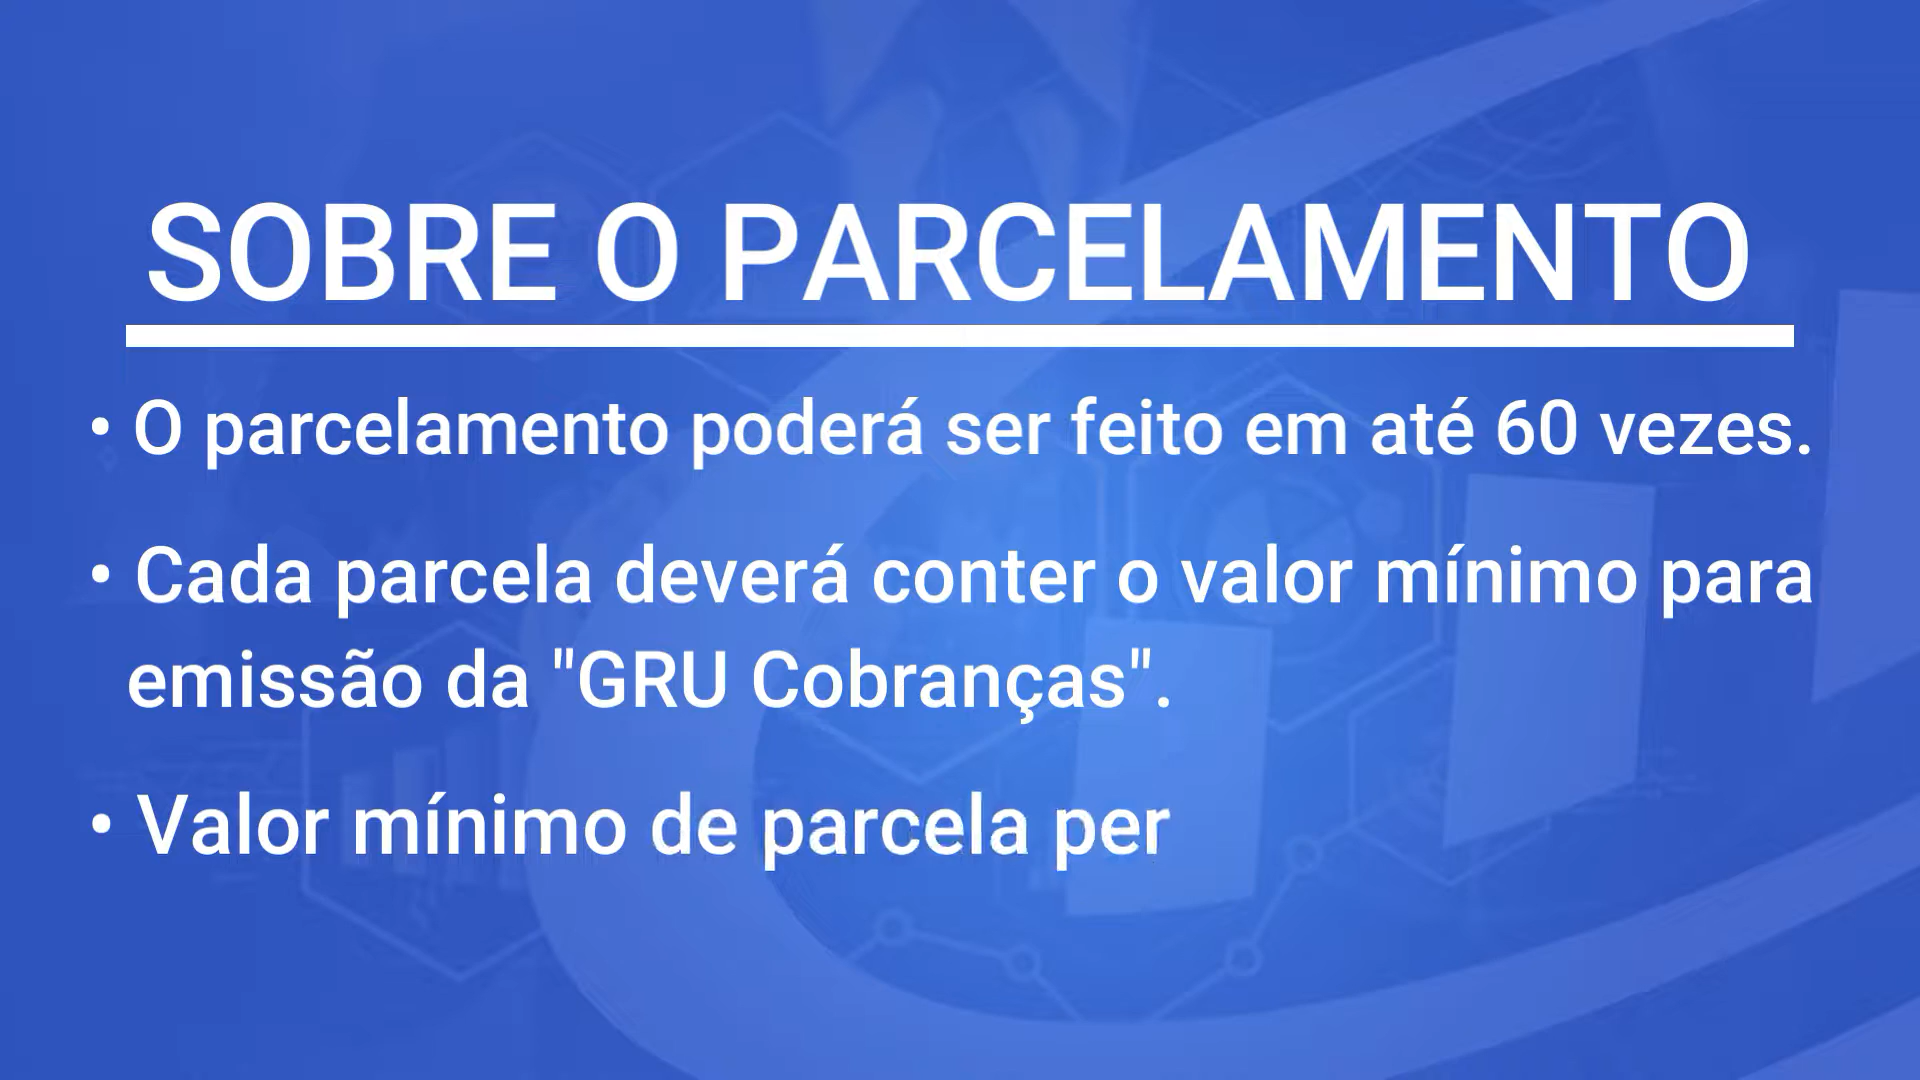 SOBRE O PARCELAMENTO
• O parcelamento poderá ser feito em até 60 vezes.
• Cada parcela deverá conter o valor mínimo para
emissão da "GRU Cobranças".
• Valor mínimo de parcela per